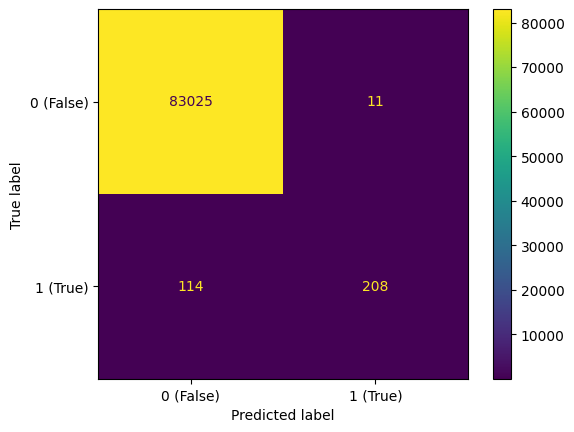 80000
70000
0 (False)
83025
11
60000
50000
True label
40000
1 (True)
114
208
30000
20000
10000
0 (False)
1 (True)
Predicted label